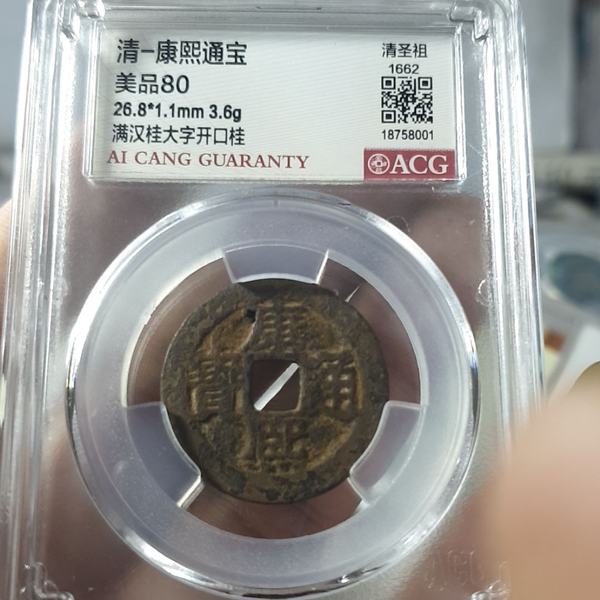 清-康熙通宝
美品80
26.8*1.1mm 3.6g
满汉桂大字开口桂
AI CANG GUARANTY
清圣祖
1662
18758001
ACG
康熙通寶